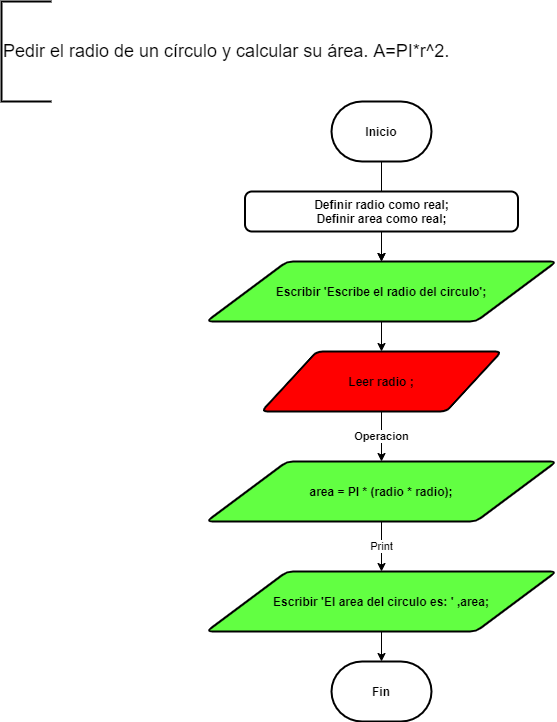 Pedir el radio de un círculo y calcular su área. A=PI*r^2.
Inicio
Definir radio como real;
Definir area como real;
Escribir 'Escribe el radio del circulo';
Leer radio ;
Operacion
area = PI * (radio * radio);
Print
Escribir 'El area del circulo es: ' ,area;
Fin